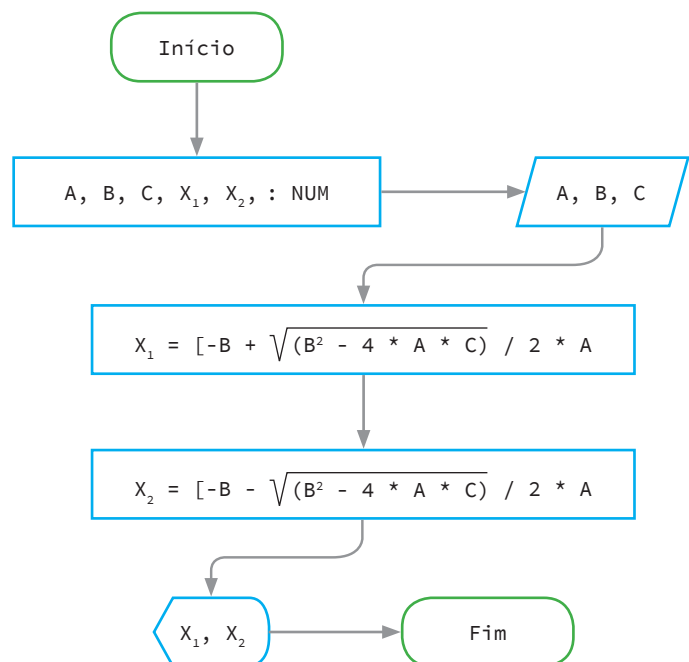 Início
A, B, C, X₁, X₂, : NUM
A, B, C
X₁ = [-B + √(B² - 4 * A * C) / 2 * A
X₂ = [-B - √(B² - 4 * A * C) / 2 * A
X₁, X₂
Fim